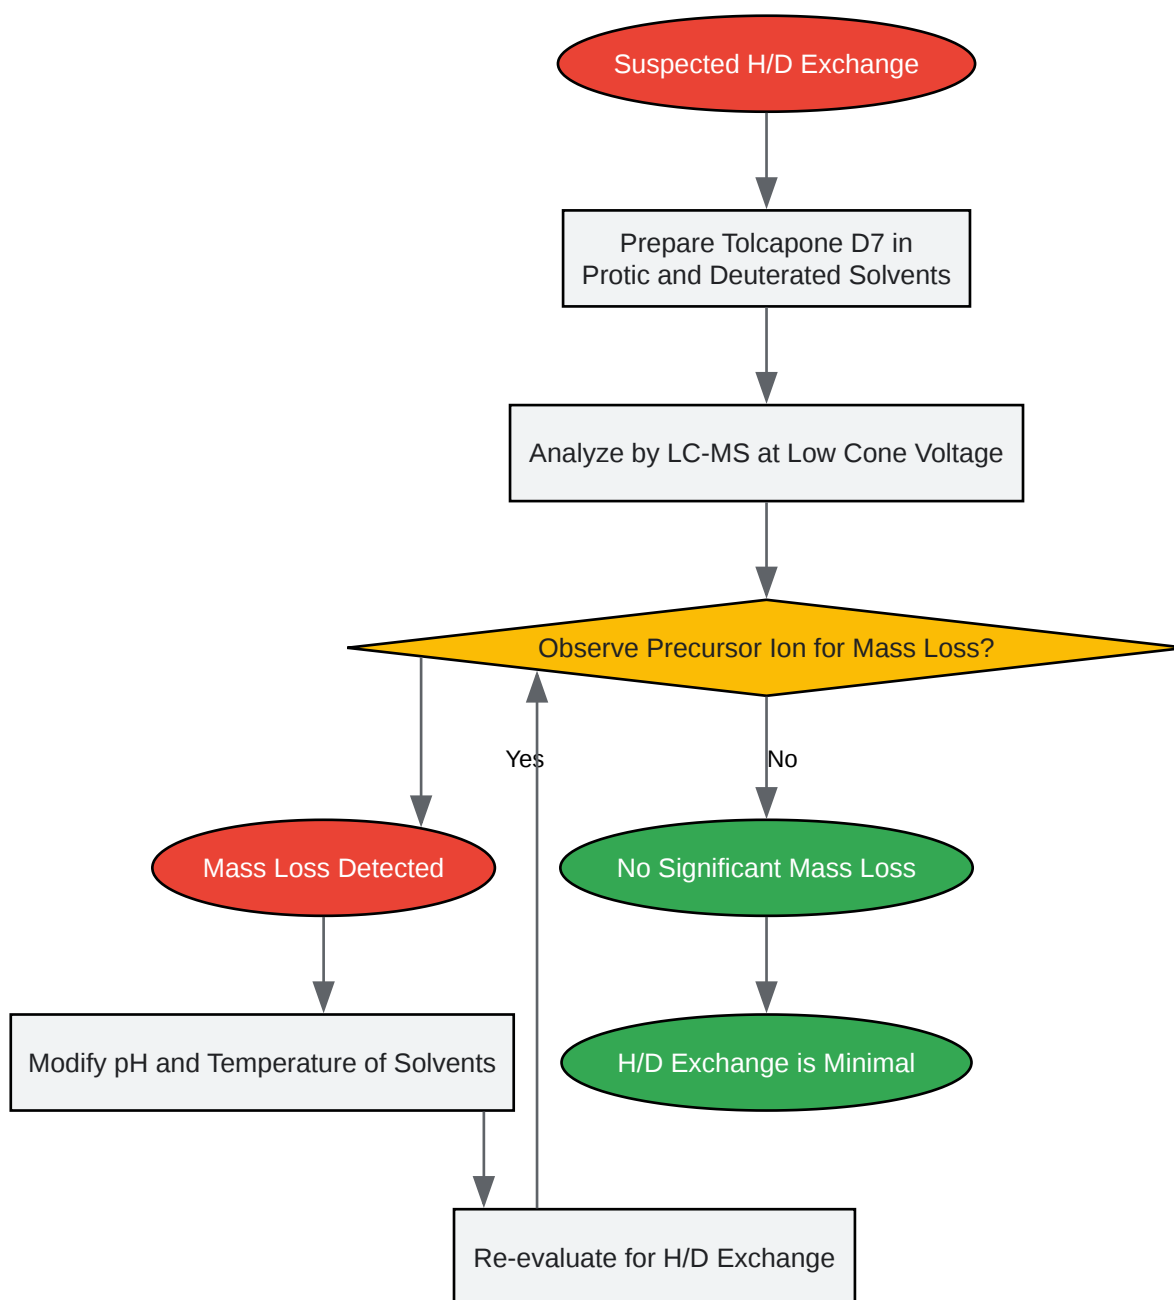 Suspected H/D Exchange
Prepare Tolcapone D7 in
Protic and Deuterated Solvents
Analyze by LC-MS at Low Cone Voltage
Observe Precursor Ion for Mass Loss?
Yes
No
Mass Loss Detected
No Significant Mass Loss
Modify pH and Temperature of Solvents
H/D Exchange is Minimal
Re-evaluate for H/D Exchange